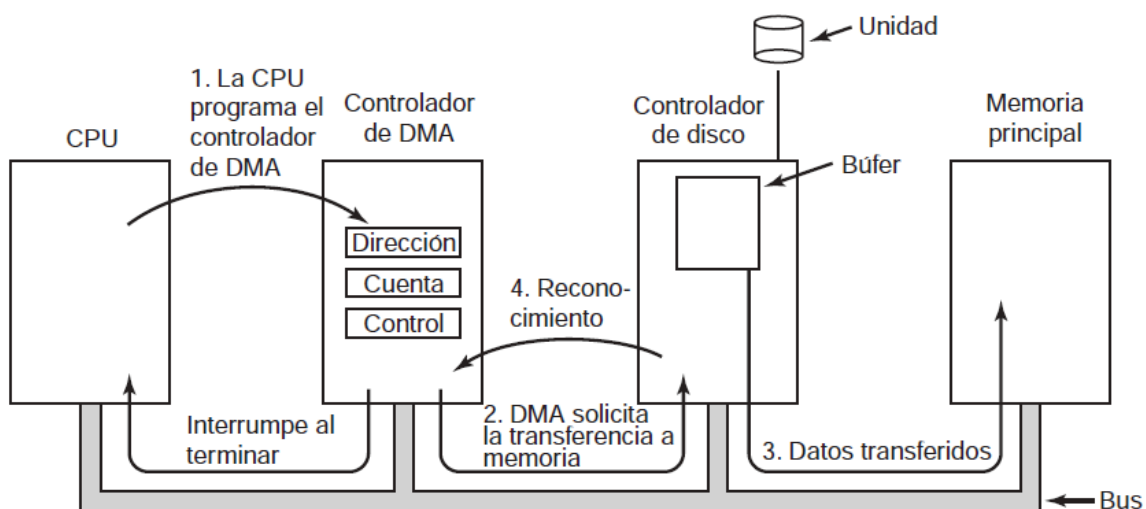 Unidad
1. La CPU
programa el
controlador
de DMA
CPU
Controlador
de DMA
Controlador
de disco
Memoria
principal
Búfer
Dirección
Cuenta
Control
4. Recono-
cimiento
Interrumpe al
terminar
2. DMA solicita
la transferencia a
memoria
3. Datos transferidos
Bus